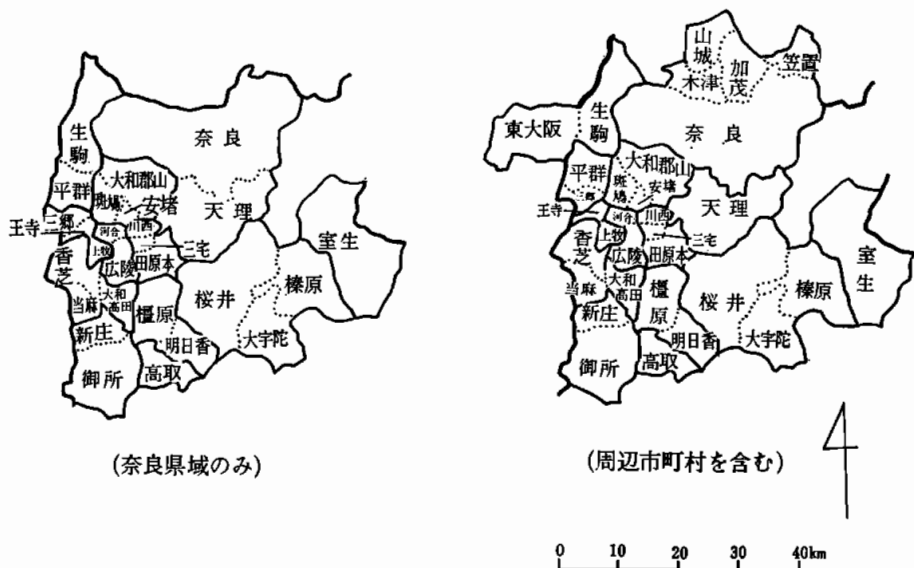 生駒
奈良
平群
大和郡山
斑鳩
安堵
天理
王寺
三郷
河合
川西
三宅
香芝
上牧
広陵
田原本
室生
当麻
大和高田
橿原
桜井
榛原
新庄
明日香
大宇陀
御所
高取
(奈良県域のみ)
山城
加茂
笠置
木津
東大阪
生駒
奈良
平群
大和郡山
斑鳩
安堵
三郷
王寺
河合
川西
天理
香芝
上牧
三宅
広陵
田原本
室生
当麻
大和高田
橿原
桜井
榛原
新庄
大宇陀
明日香
御所
高取
(周辺市町村を含む)
0 10 20 30 40km